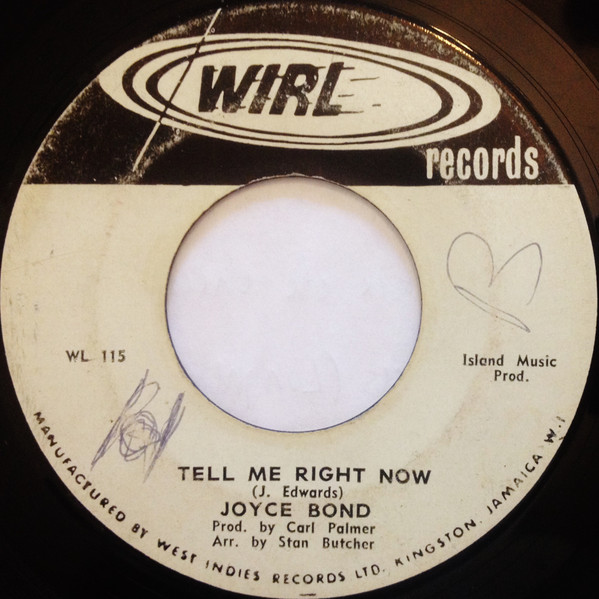 WIRL
records
WL 115
Island Music
Prod.
TELL ME RIGHT NOW
(J. Edwards)
JOYCE BOND
Prod. by Carl Palmer
Arr. by Stan Butcher
MANUFACTURED BY WEST INDIES RECORDS LTD. KINGSTON. JAMAICA W.I